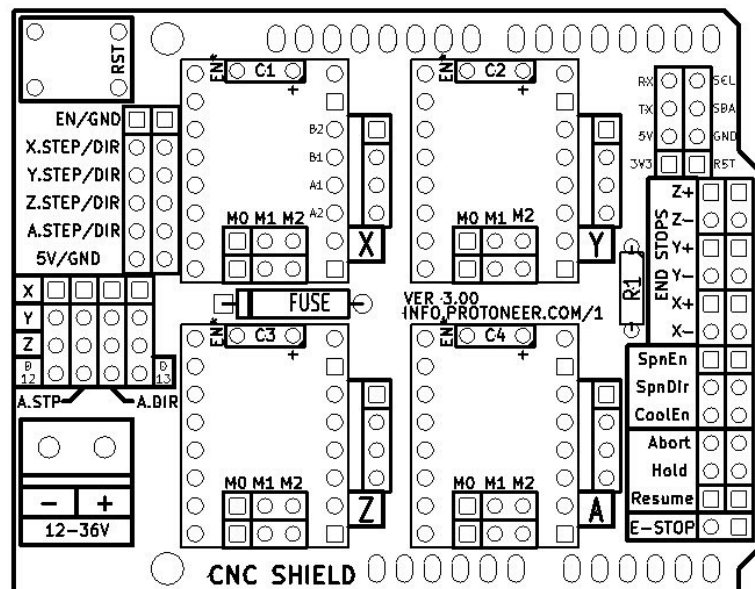 RST
EN/GND
X.STEP/DIR
Y.STEP/DIR
Z.STEP/DIR
A.STEP/DIR
5V/GND
EN*
C1
+
B2
B1
A1
A2
M0 M1 M2
X
EN*
C2
+
M0 M1 M2
Y
RX SCL
TX SDA
5V GND
3V3 RST
END STOPS
Z+
Z-
Y+
Y-
X+
X-
R1
FUSE
VER 3.00
INFO.PROTONEER.COM/1
X
Y
Z
D 12
D 13
A.STP
A.DIR
EN*
C3
+
M0 M1 M2
Z
EN*
C4
+
M0 M1 M2
A
SpnEn
SpnDir
CoolEn
Abort
Hold
Resume
E-STOP
- +
12-36V
CNC SHIELD